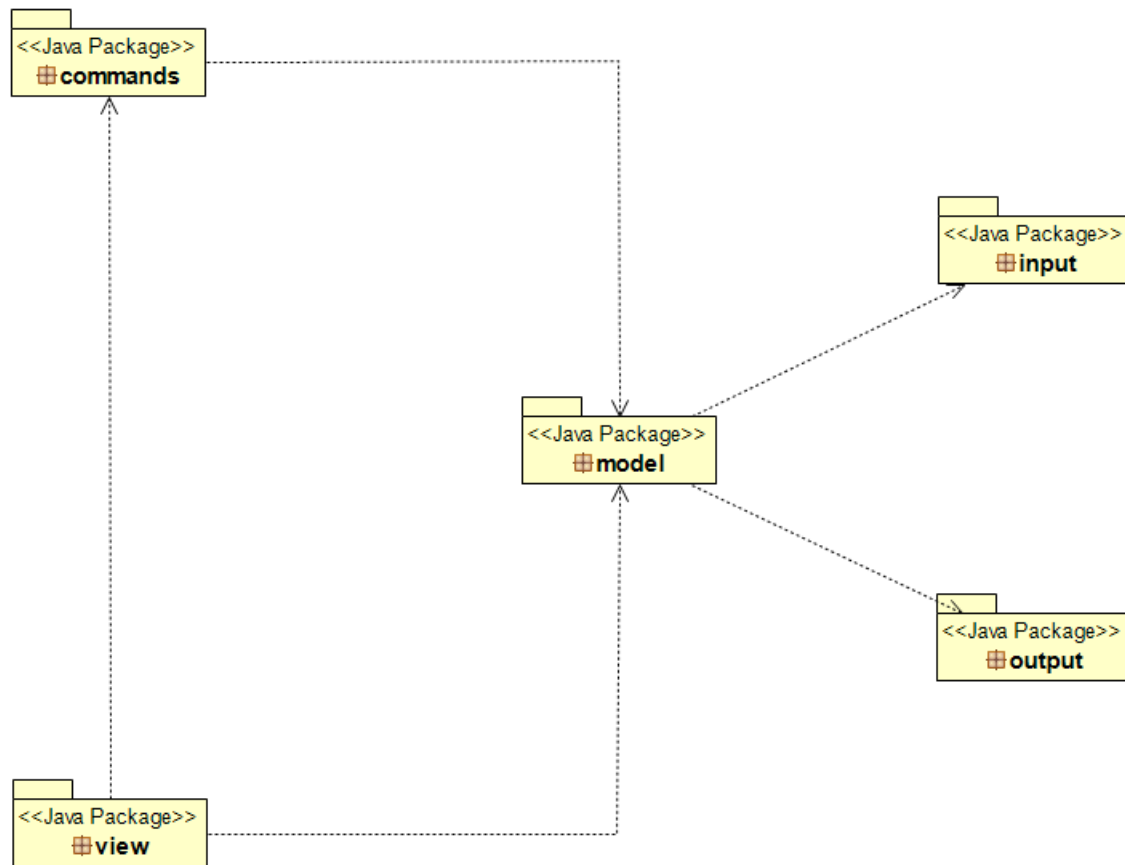 <<Java Package>>
commands
<<Java Package>>
input
<<Java Package>>
model
<<Java Package>>
output
<<Java Package>>
view